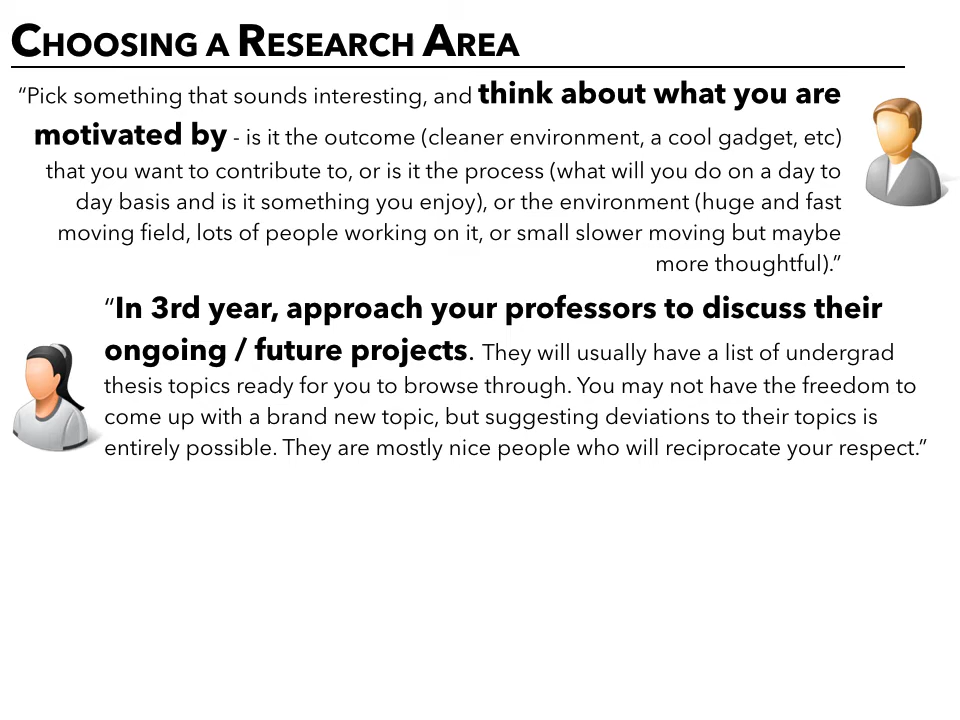 CHOOSING A RESEARCH AREA
“Pick something that sounds interesting, and think about what you are
motivated by - is it the outcome (cleaner environment, a cool gadget, etc)
that you want to contribute to, or is it the process (what will you do on a day to
day basis and is it something you enjoy), or the environment (huge and fast
moving field, lots of people working on it, or small slower moving but maybe
more thoughtful).”
“In 3rd year, approach your professors to discuss their
ongoing / future projects. They will usually have a list of undergrad
thesis topics ready for you to browse through. You may not have the freedom to
come up with a brand new topic, but suggesting deviations to their topics is
entirely possible. They are mostly nice people who will reciprocate your respect.”